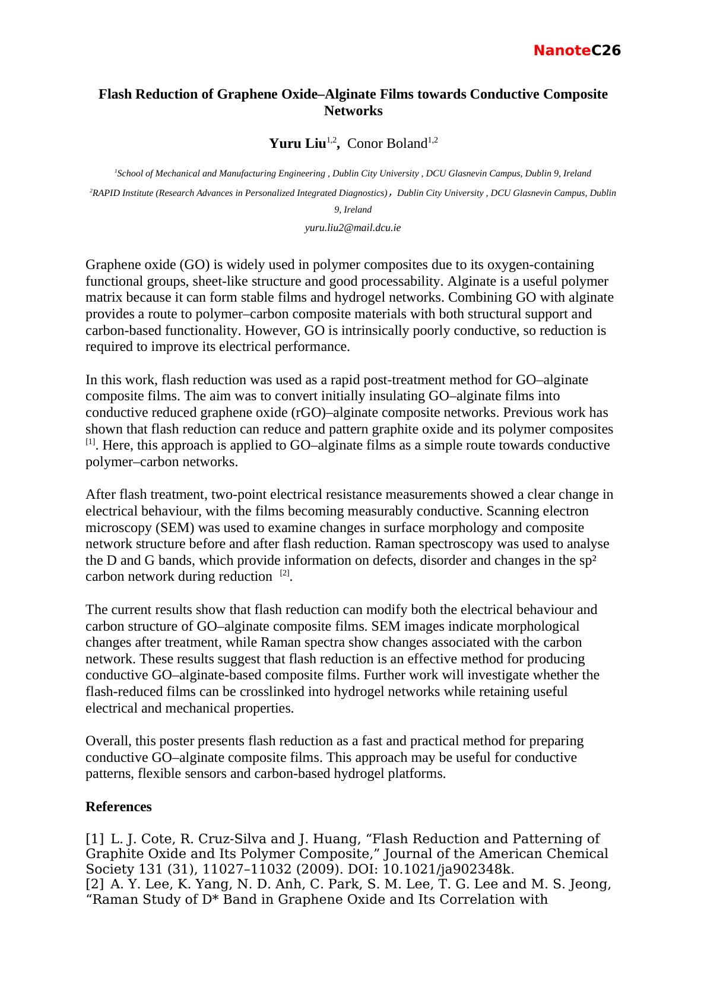 NanoteC26
Flash Reduction of Graphene Oxide–Alginate Films towards Conductive Composite
Networks
Yuru Liu1,2, Conor Boland1,2
1School of Mechanical and Manufacturing Engineering , Dublin City University , DCU Glasnevin Campus, Dublin 9, Ireland
2RAPID Institute (Research Advances in Personalized Integrated Diagnostics)，Dublin City University , DCU Glasnevin Campus, Dublin
9, Ireland
yuru.liu2@mail.dcu.ie
Graphene oxide (GO) is widely used in polymer composites due to its oxygen-containing
functional groups, sheet-like structure and good processability. Alginate is a useful polymer
matrix because it can form stable films and hydrogel networks. Combining GO with alginate
provides a route to polymer–carbon composite materials with both structural support and
carbon-based functionality. However, GO is intrinsically poorly conductive, so reduction is
required to improve its electrical performance.
In this work, flash reduction was used as a rapid post-treatment method for GO–alginate
composite films. The aim was to convert initially insulating GO–alginate films into
conductive reduced graphene oxide (rGO)–alginate composite networks. Previous work has
shown that flash reduction can reduce and pattern graphite oxide and its polymer composites
[1]. Here, this approach is applied to GO–alginate films as a simple route towards conductive
polymer–carbon networks.
After flash treatment, two-point electrical resistance measurements showed a clear change in
electrical behaviour, with the films becoming measurably conductive. Scanning electron
microscopy (SEM) was used to examine changes in surface morphology and composite
network structure before and after flash reduction. Raman spectroscopy was used to analyse
the D and G bands, which provide information on defects, disorder and changes in the sp²
carbon network during reduction [2].
The current results show that flash reduction can modify both the electrical behaviour and
carbon structure of GO–alginate composite films. SEM images indicate morphological
changes after treatment, while Raman spectra show changes associated with the carbon
network. These results suggest that flash reduction is an effective method for producing
conductive GO–alginate-based composite films. Further work will investigate whether the
flash-reduced films can be crosslinked into hydrogel networks while retaining useful
electrical and mechanical properties.
Overall, this poster presents flash reduction as a fast and practical method for preparing
conductive GO–alginate composite films. This approach may be useful for conductive
patterns, flexible sensors and carbon-based hydrogel platforms.
References
[1] L. J. Cote, R. Cruz-Silva and J. Huang, “Flash Reduction and Patterning of
Graphite Oxide and Its Polymer Composite,” Journal of the American Chemical
Society 131 (31), 11027–11032 (2009). DOI: 10.1021/ja902348k.
[2] A. Y. Lee, K. Yang, N. D. Anh, C. Park, S. M. Lee, T. G. Lee and M. S. Jeong,
“Raman Study of D* Band in Graphene Oxide and Its Correlation with